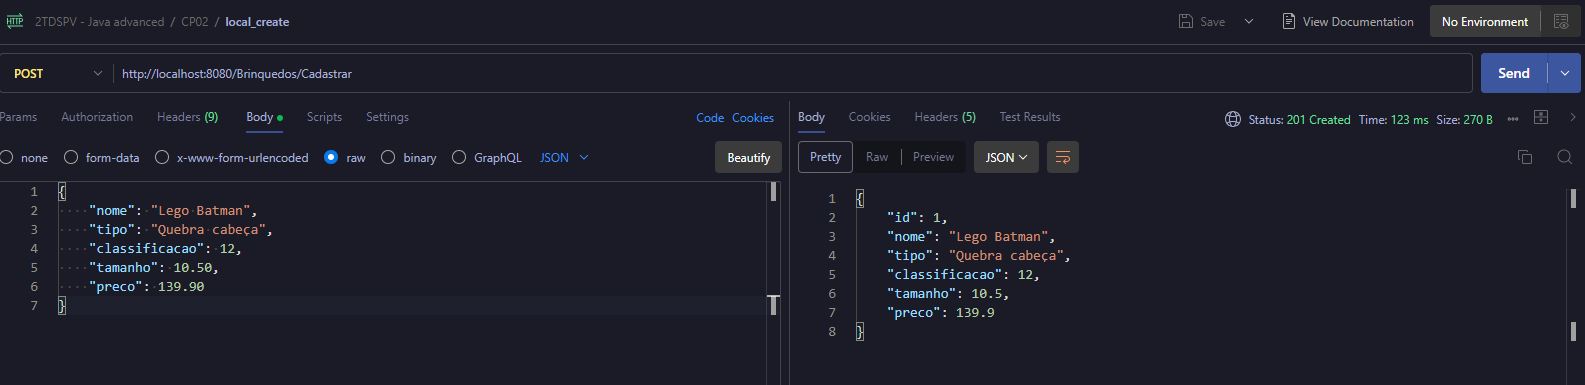 HTTP 2TDSPV - Java advanced / CP02 / local_create Save View Documentation No Environment
POST http://localhost:8080/Brinquedos/Cadastrar Send
Params Authorization Headers (9) Body Scripts Settings Code Cookies
none form-data x-www-form-urlencoded raw binary GraphQL JSON Beautify
1 {
2 "nome": "Lego Batman",
3 "tipo": "Quebra cabeça",
4 "classificacao": 12,
5 "tamanho": 10.50,
6 "preco": 139.90
7 }
Body Cookies Headers (5) Test Results Status: 201 Created Time: 123 ms Size: 270 B
Pretty Raw Preview JSON
1 {
2 "id": 1,
3 "nome": "Lego Batman",
4 "tipo": "Quebra cabeça",
5 "classificacao": 12,
6 "tamanho": 10.5,
7 "preco": 139.9
8 }